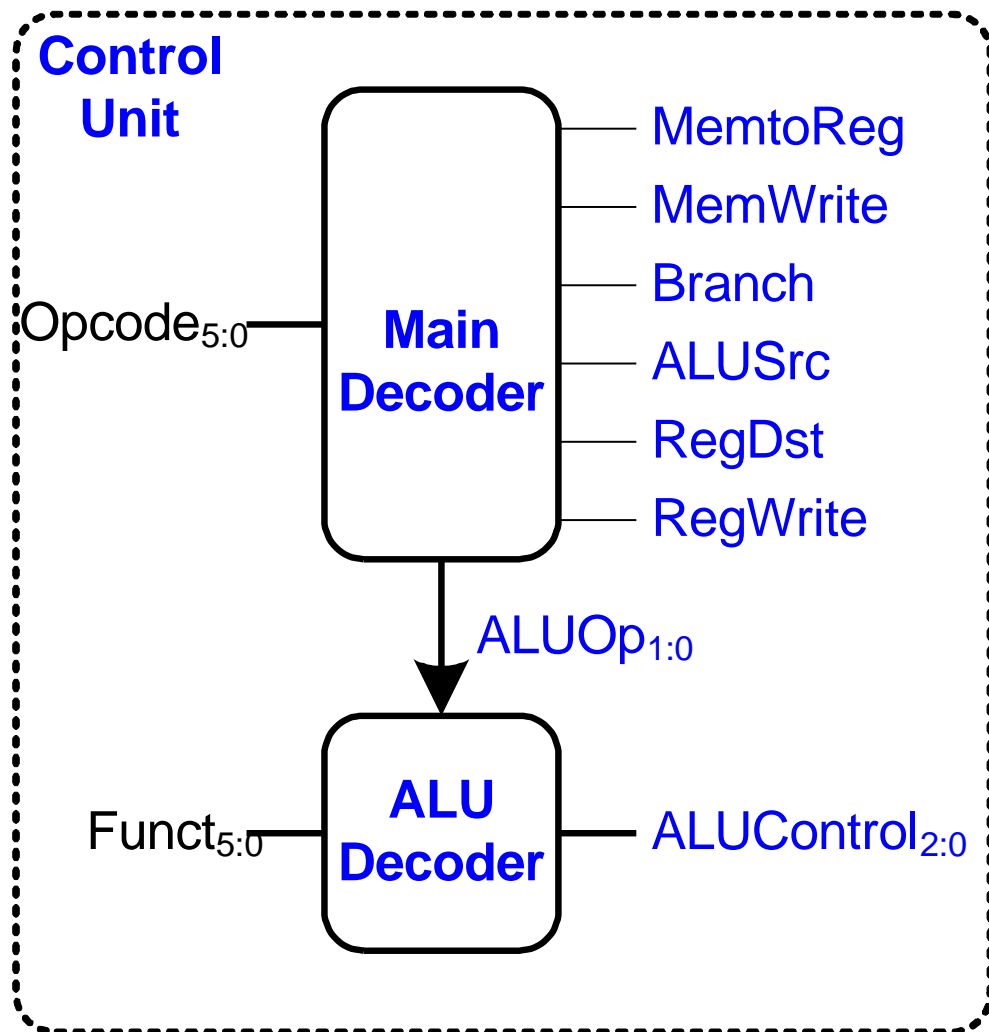 Control
Unit
MemtoReg
MemWrite
Branch
Opcode5:0
Main
Decoder
ALUSrc
RegDst
RegWrite
ALUOp1:0
Funct5:0
ALU
Decoder
ALUControl2:0